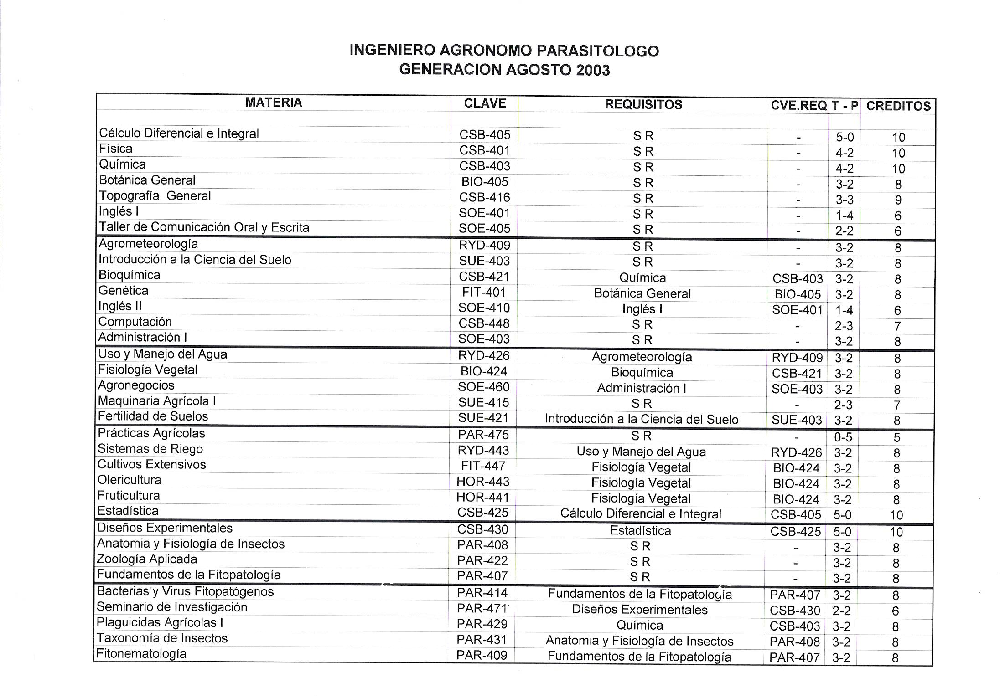 INGENIERO AGRONOMO PARASITOLOGO
GENERACION AGOSTO 2003
MATERIA CLAVE REQUISITOS CVE.REQ T - P CREDITOS
Cálculo Diferencial e Integral CSB-405 S R - 5-0 10
Física CSB-401 S R - 4-2 10
Química CSB-403 S R - 4-2 10
Botánica General BIO-405 S R - 3-2 8
Topografía General CSB-416 S R - 3-3 9
Inglés I SOE-401 S R - 1-4 6
Taller de Comunicación Oral y Escrita SOE-405 S R - 2-2 6
Agrometeorología RYD-409 S R - 3-2 8
Introducción a la Ciencia del Suelo SUE-403 S R - 3-2 8
Bioquímica CSB-421 Química CSB-403 3-2 8
Genética FIT-401 Botánica General BIO-405 3-2 8
Inglés II SOE-410 Inglés I SOE-401 1-4 6
Computación CSB-448 S R - 2-3 7
Administración I SOE-403 S R - 3-2 8
Uso y Manejo del Agua RYD-426 Agrometeorología RYD-409 3-2 8
Fisiología Vegetal BIO-424 Bioquímica CSB-421 3-2 8
Agronegocios SOE-460 Administración I SOE-403 3-2 8
Maquinaria Agrícola I SUE-415 S R - 2-3 7
Fertilidad de Suelos SUE-421 Introducción a la Ciencia del Suelo SUE-403 3-2 8
Prácticas Agrícolas PAR-475 S R - 0-5 5
Sistemas de Riego RYD-443 Uso y Manejo del Agua RYD-426 3-2 8
Cultivos Extensivos FIT-447 Fisiología Vegetal BIO-424 3-2 8
Olericultura HOR-443 Fisiología Vegetal BIO-424 3-2 8
Fruticultura HOR-441 Fisiología Vegetal BIO-424 3-2 8
Estadística CSB-425 Cálculo Diferencial e Integral CSB-405 5-0 10
Diseños Experimentales CSB-430 Estadística CSB-425 5-0 10
Anatomia y Fisiología de Insectos PAR-408 S R - 3-2 8
Zoología Aplicada PAR-422 S R - 3-2 8
Fundamentos de la Fitopatología PAR-407 S R - 3-2 8
Bacterias y Virus Fitopatógenos PAR-414 Fundamentos de la Fitopatología PAR-407 3-2 8
Seminario de Investigación PAR-471 Diseños Experimentales CSB-430 2-2 6
Plaguicidas Agrícolas I PAR-429 Química CSB-403 3-2 8
Taxonomía de Insectos PAR-431 Anatomia y Fisiología de Insectos PAR-408 3-2 8
Fitonematología PAR-409 Fundamentos de la Fitopatología PAR-407 3-2 8